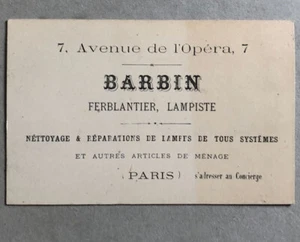 7, Avenue de l'Opéra, 7
BARBIN
FERBLANTIER, LAMPISTE
NETTOYAGE & RÉPARATIONS DE LAMPES DE TOUS SYSTÈMES
ET AUTRES ARTICLES DE MÉNAGE
(PARIS) s'adresser au Concierge